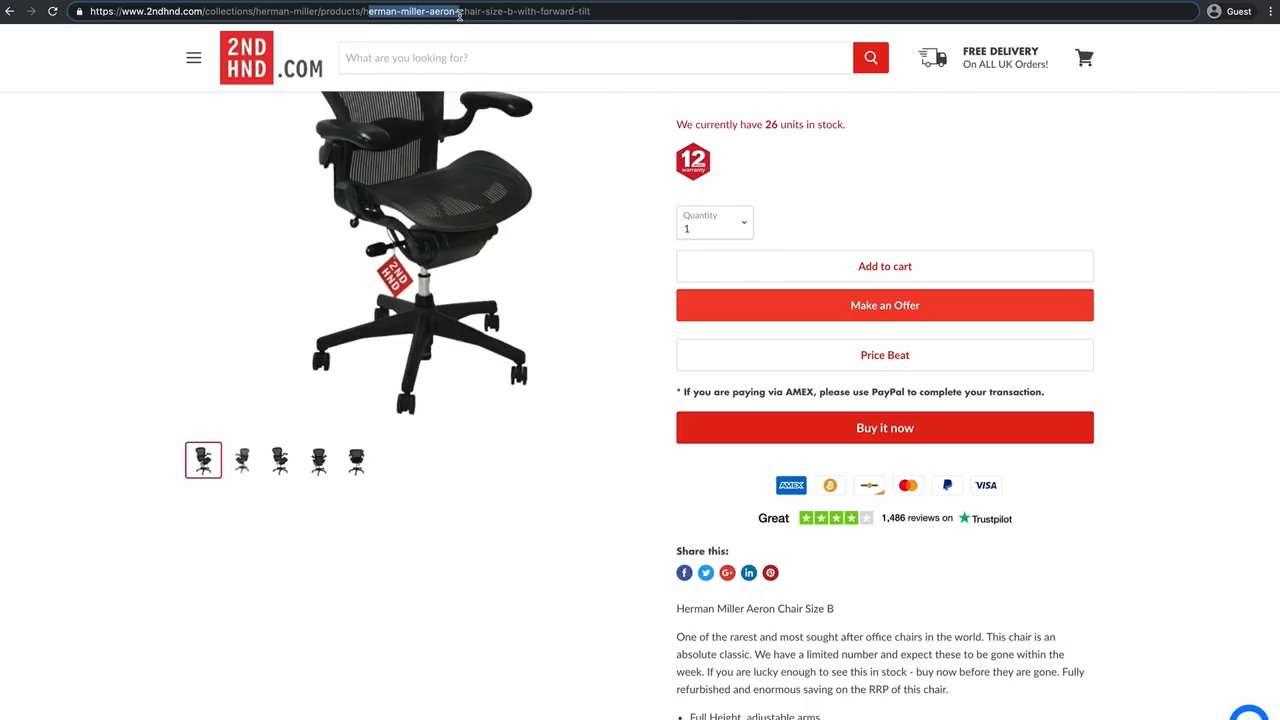 https://www.2ndhnd.com/collections/herman-miller/products/herman-miller-aeron-chair-size-b-with-forward-tilt
Guest
2ND
HND .COM
What are you looking for?
FREE DELIVERY
On ALL UK Orders!
We currently have 26 units in stock.
12
warranty
Quantity
1
Add to cart
Make an Offer
2ND
HND
Price Beat
* If you are paying via AMEX, please use PayPal to complete your transaction.
Buy it now
AMEX
VISA
Great
1,486 reviews on Trustpilot
Share this:
Herman Miller Aeron Chair Size B
One of the rarest and most sought after office chairs in the world. This chair is an
absolute classic. We have a limited number and expect these to be gone within the
week. If you are lucky enough to see this in stock - buy now before they are gone. Fully
refurbished and enormous saving on the RRP of this chair.
• Full Height, adjustable arms